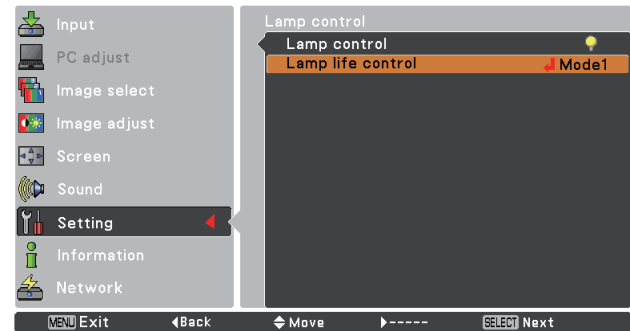 Input
PC adjust
Image select
Image adjust
Screen
Sound
Setting
Information
Network
Lamp control
Lamp control
Lamp life control Mode1
MENU Exit Back Move ----- SELECT Next